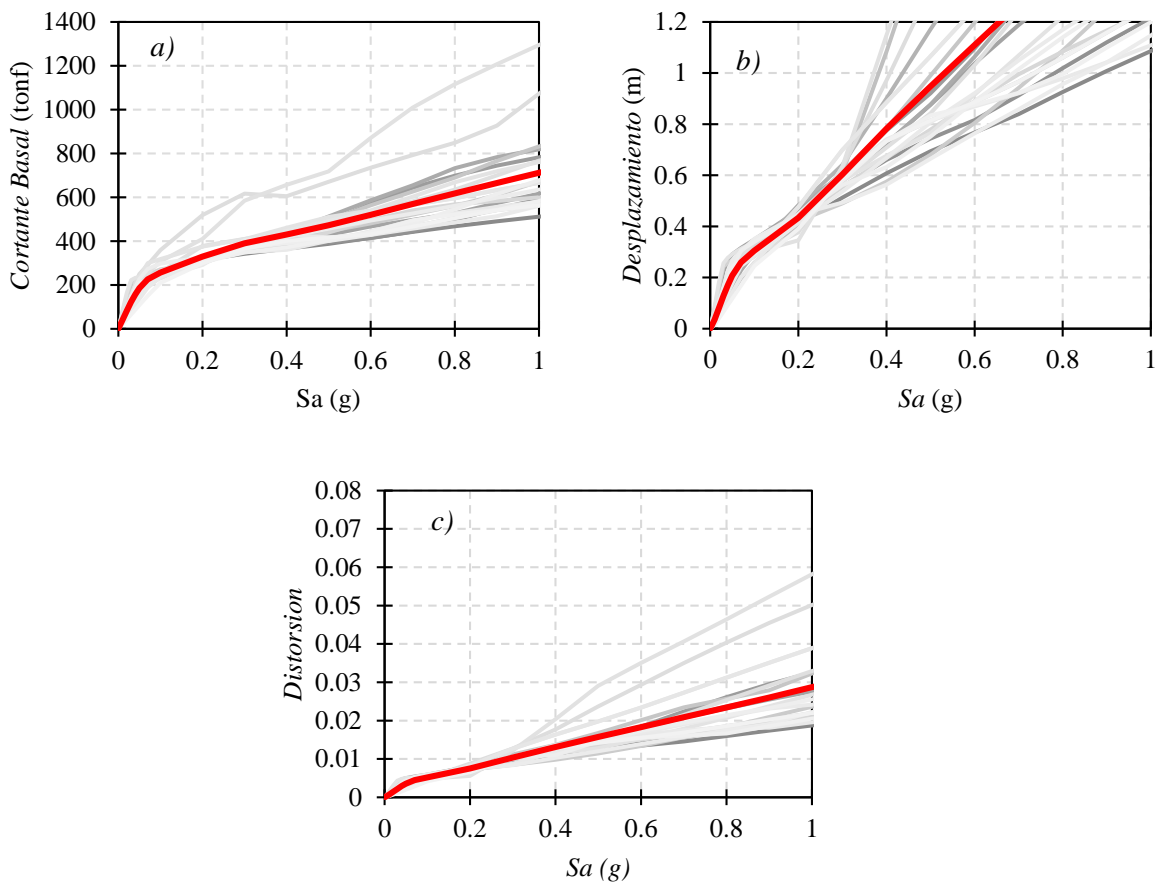 a)
Cortante Basal (tonf)
1400
1200
1000
800
600
400
200
0
0 0.2 0.4 0.6 0.8 1
Sa (g)
b)
Desplazamiento (m)
1.2
1
0.8
0.6
0.4
0.2
0
0 0.2 0.4 0.6 0.8 1
Sa (g)
c)
Distorsion
0.08
0.07
0.06
0.05
0.04
0.03
0.02
0.01
0
0 0.2 0.4 0.6 0.8 1
Sa (g)